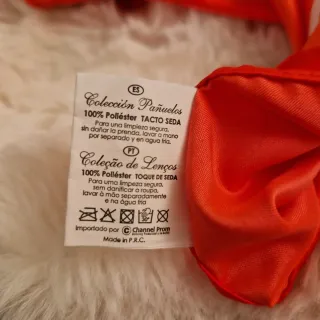 ES
Colección Pañuelos
100% Poliéster TACTO SEDA
Para una limpieza segura,
sin dañar la prenda, lavar a mano
por separado y en agua fría
PT
Coleção de Lenços
100% Poliéster TOQUE DE SEDA
Para uma limpeza segura,
sem danificar a roupa,
lavar à mão separadamente
e na água fria
Importado por C Channel Prom
Made in P.R.C.